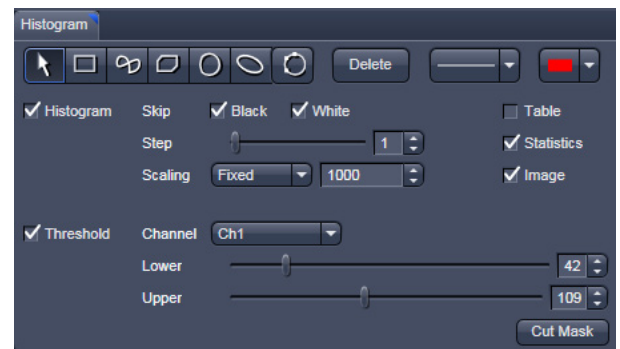 Histogram
Delete
Histogram Skip Black White Table
Step 1 Statistics
Scaling Fixed 1000 Image
Threshold Channel Ch1
Lower 42
Upper 109
Cut Mask